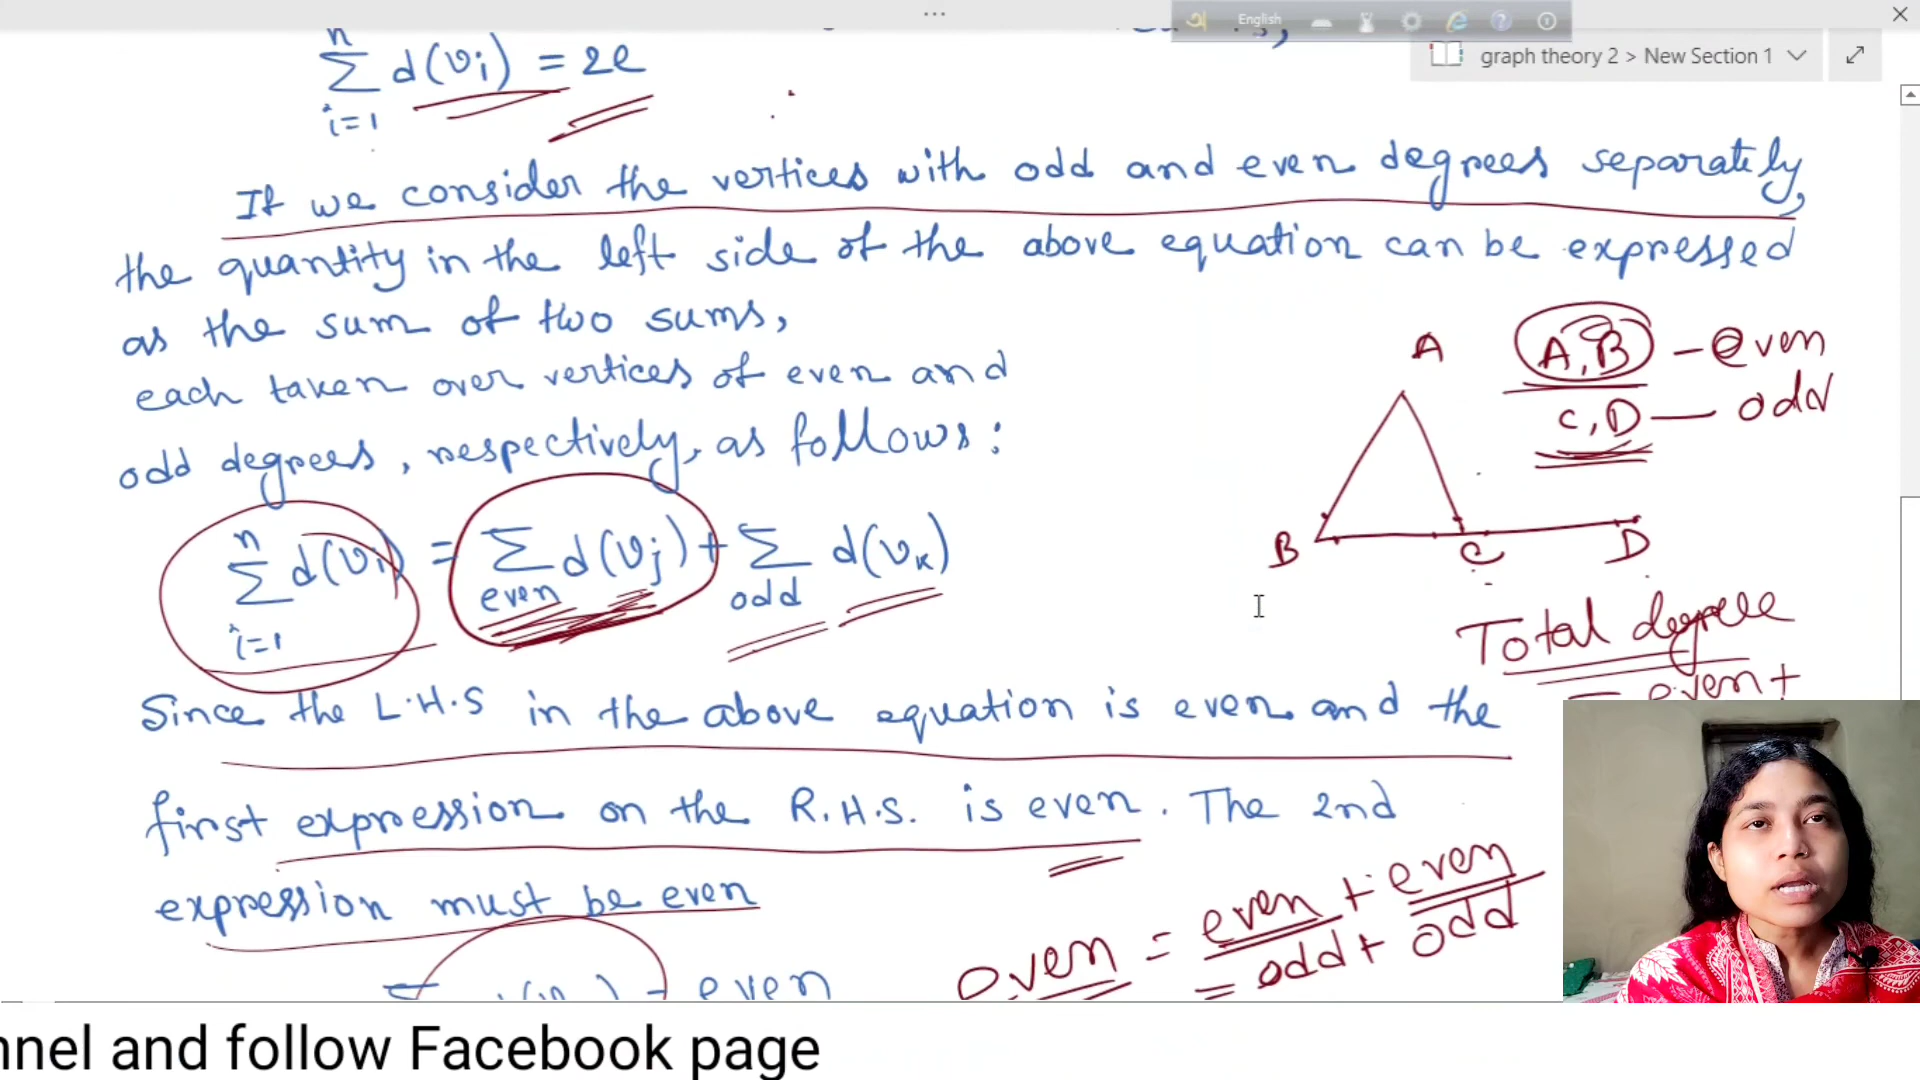 English
graph theory 2 > New Section 1
n
Σ d(vi) = 2e
i=1
If we consider the vertices with odd and even degrees separately,
the quantity in the left side of the above equation can be expressed
as the sum of two sums,
each taken over vertices of even and
odd degrees, respectively, as follows:
A
A, B – even
C, D — odd
B
C
D
n
Σ d(vi) = Σ d(vj) + Σ d(vk)
i=1 even odd
Total degree
= even +
Since the L.H.S in the above equation is even and the
first expression on the R.H.S. is even. The 2nd
expression must be even
even = even + even
= odd + odd
even
nnel and follow Facebook page